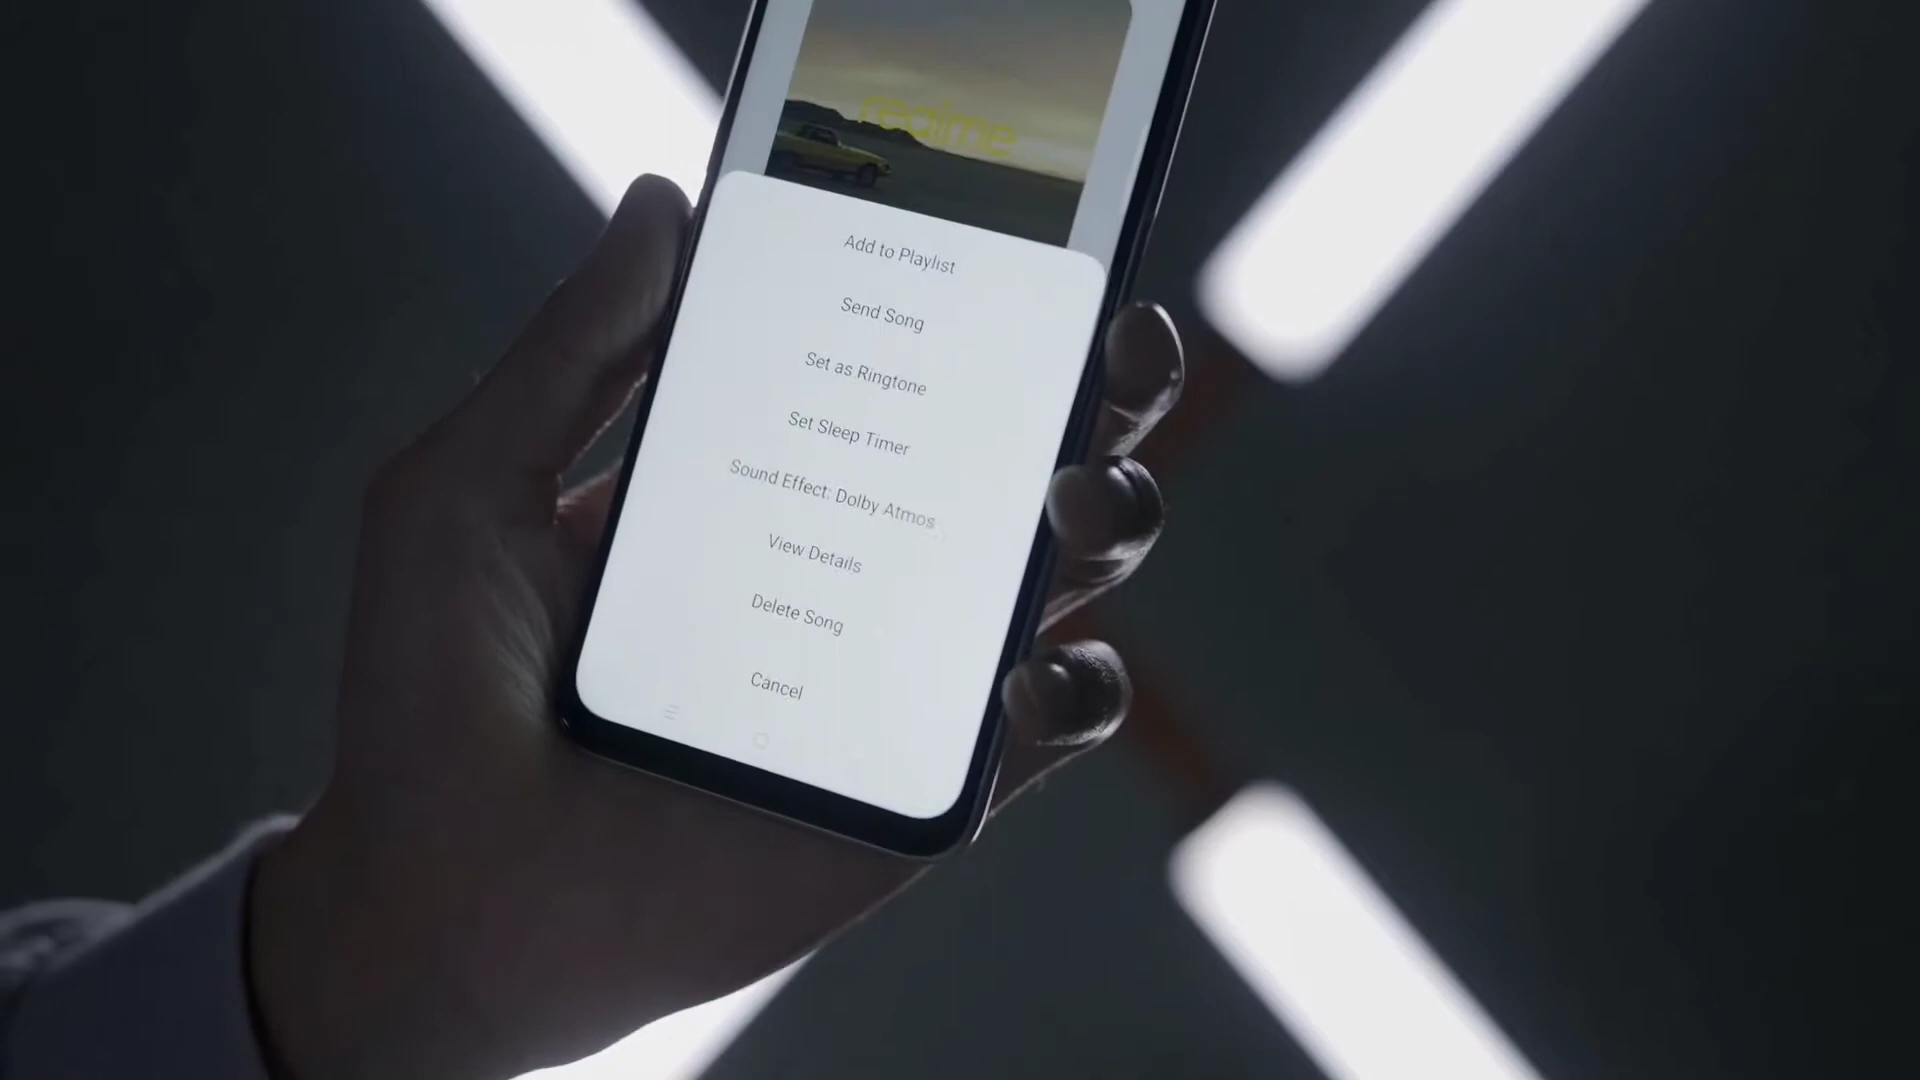 realme
Add to Playlist
Send Song
Set as Ringtone
Set Sleep Timer
Sound Effect: Dolby Atmos
View Details
Delete Song
Cancel